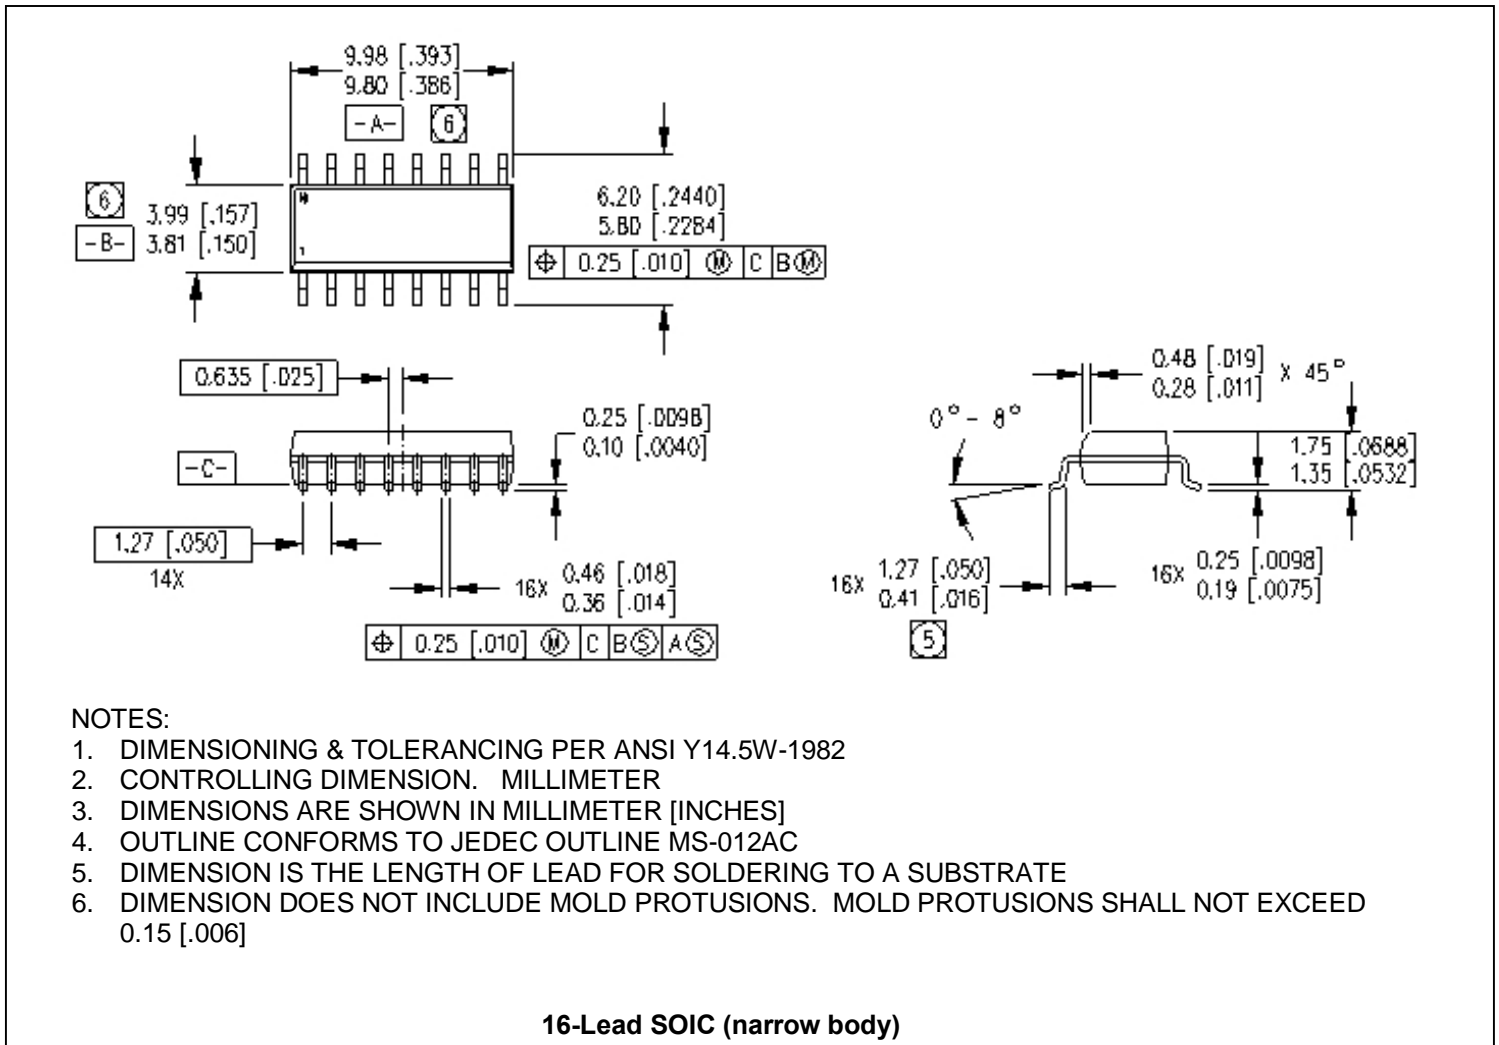 9.98 [.393]
9.80 [.386]
-A- 6
6
3.99 [.157]
-B- 3.81 [.150]
N
1
6.20 [.2440]
5.80 [.2284]
⌖ 0.25 [.010] Ⓜ C BⓂ
0.635 [.025]
0.25 [.0098]
0.10 [.0040]
-C-
1.27 [.050]
14X
16X 0.46 [.018]
0.36 [.014]
⌖ 0.25 [.010] Ⓜ C BⓈ AⓈ
0.48 [.019]
0.28 [.011] X 45°
0° - 8°
1.75 [.0688]
1.35 [.0532]
16X 1.27 [.050]
0.41 [.016]
5
16X 0.25 [.0098]
0.19 [.0075]
NOTES:
1. DIMENSIONING & TOLERANCING PER ANSI Y14.5W-1982
2. CONTROLLING DIMENSION. MILLIMETER
3. DIMENSIONS ARE SHOWN IN MILLIMETER [INCHES]
4. OUTLINE CONFORMS TO JEDEC OUTLINE MS-012AC
5. DIMENSION IS THE LENGTH OF LEAD FOR SOLDERING TO A SUBSTRATE
6. DIMENSION DOES NOT INCLUDE MOLD PROTUSIONS. MOLD PROTUSIONS SHALL NOT EXCEED
0.15 [.006]
16-Lead SOIC (narrow body)